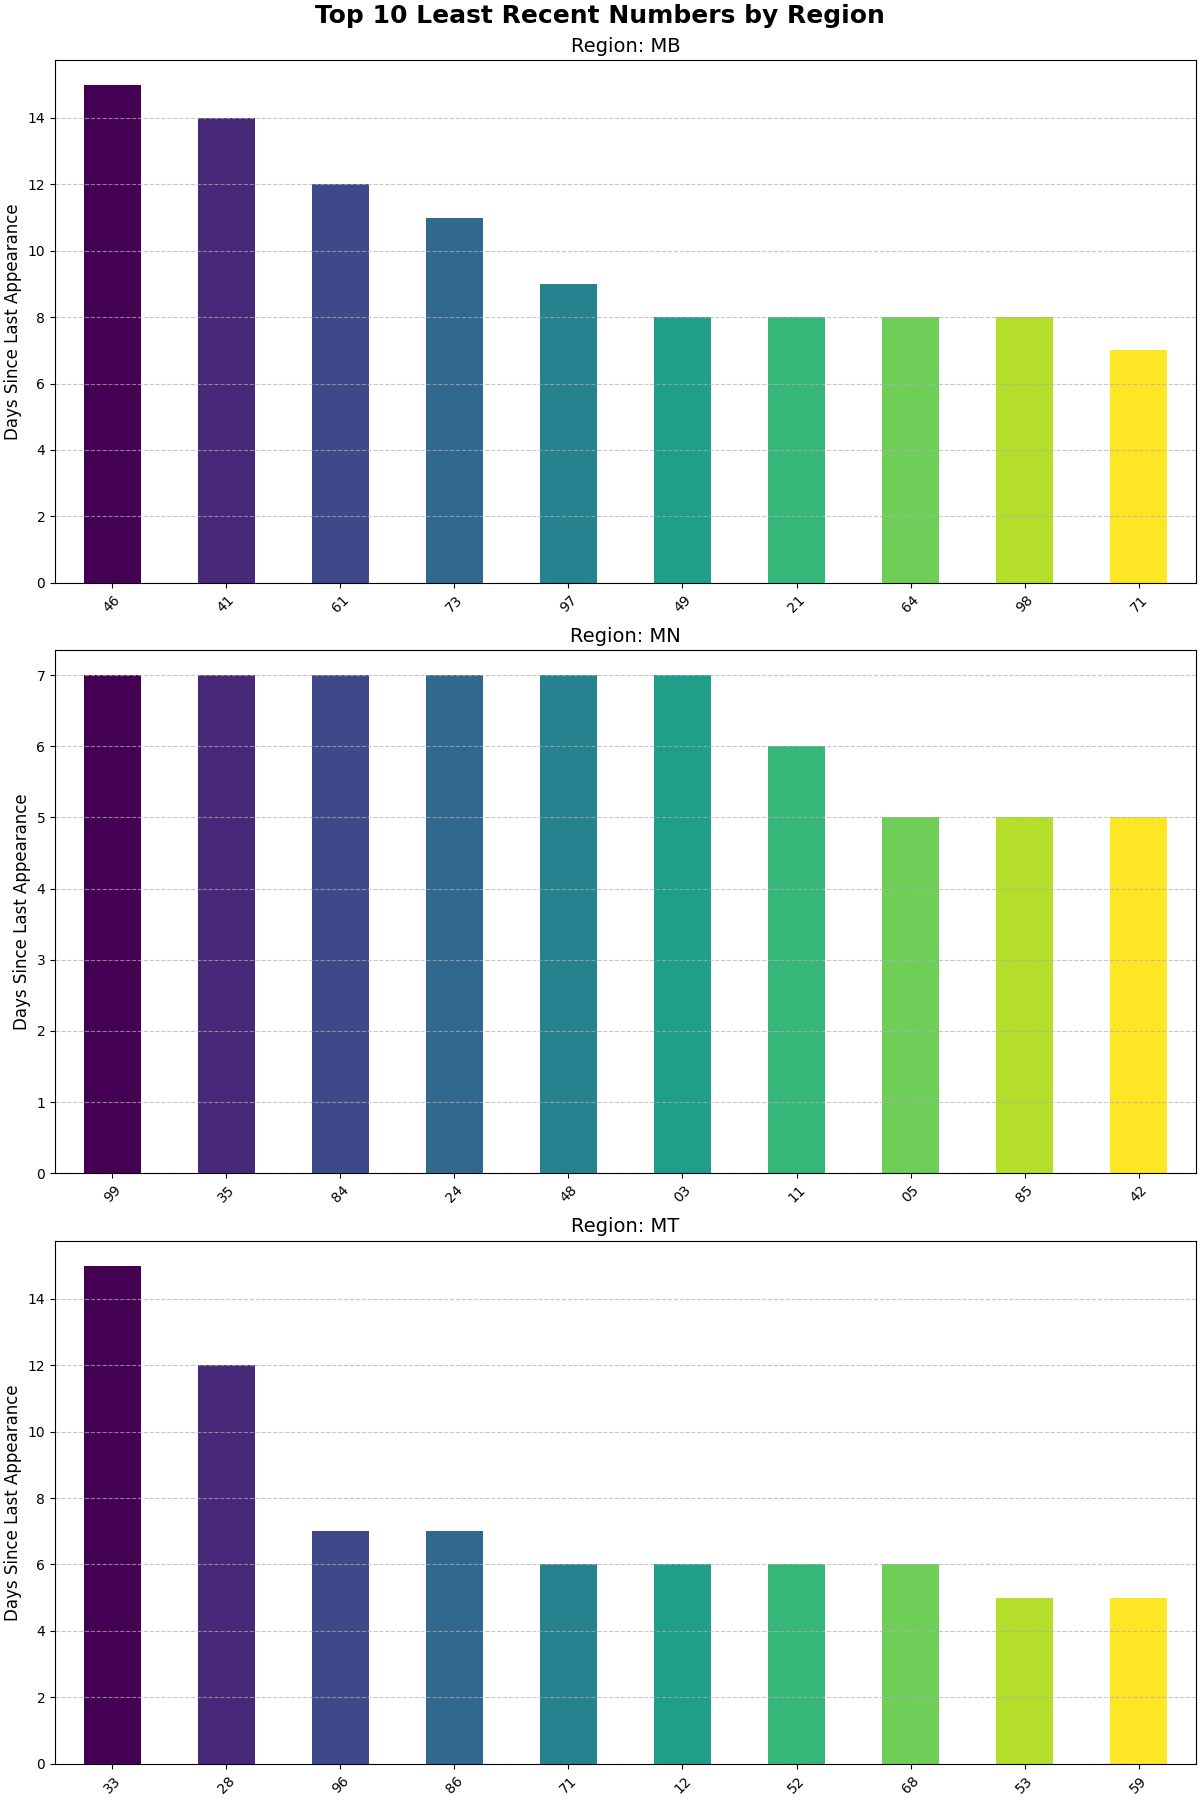 Top 10 Least Recent Numbers by Region
Region: MB
Days Since Last Appearance
14
12
10
8
6
4
2
0
46 41 61 73 97 49 21 64 98 71
Region: MN
Days Since Last Appearance
7
6
5
4
3
2
1
0
99 35 84 24 48 03 11 05 85 42
Region: MT
Days Since Last Appearance
14
12
10
8
6
4
2
0
33 28 96 86 71 12 52 68 53 59